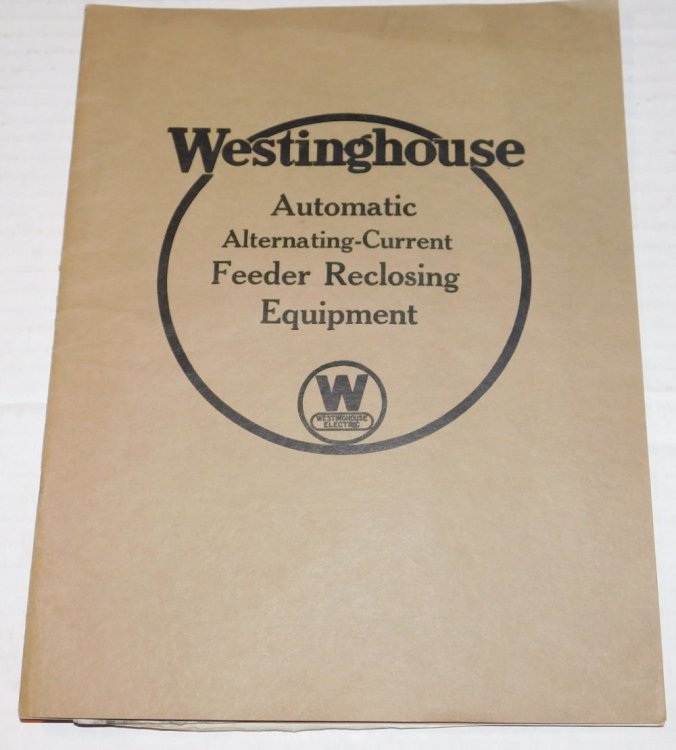 Westinghouse
Automatic
Alternating-Current
Feeder Reclosing
Equipment
W
WESTINGHOUSE
ELECTRIC